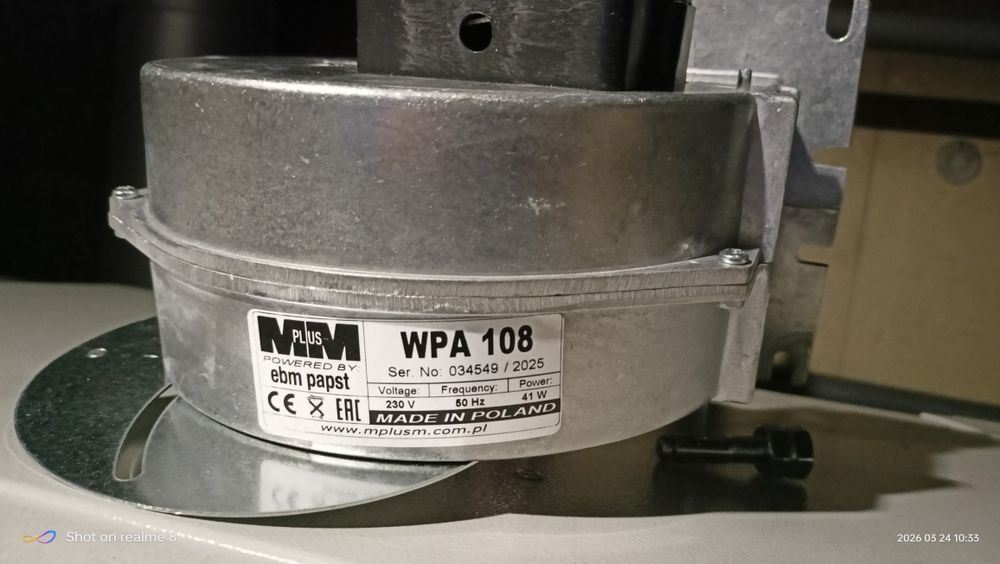 M PLUS M
POWERED BY
ebm papst
CE EAC
WPA 108
Ser. No: 034549 / 2025
Voltage: Frequency: Power:
230 V 50 Hz 41 W
MADE IN POLAND
www.mplusm.com.pl
Shot on realme 8
2026 03 24 10:33